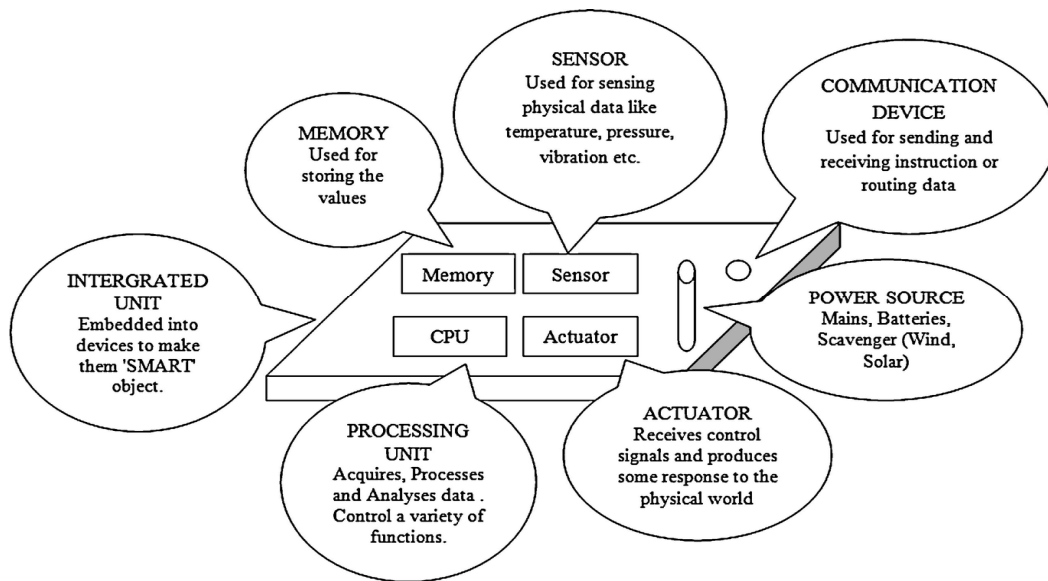 SENSOR
Used for sensing
physical data like
temperature, pressure,
vibration etc.
COMMUNICATION
DEVICE
Used for sending and
receiving instruction or
routing data
MEMORY
Used for
storing the
values
Memory
Sensor
CPU
Actuator
INTERGRATED
UNIT
Embedded into
devices to make
them 'SMART'
object.
POWER SOURCE
Mains, Batteries,
Scavenger (Wind,
Solar)
PROCESSING
UNIT
Acquires, Processes
and Analyses data .
Control a variety of
functions.
ACTUATOR
Receives control
signals and produces
some response to the
physical world